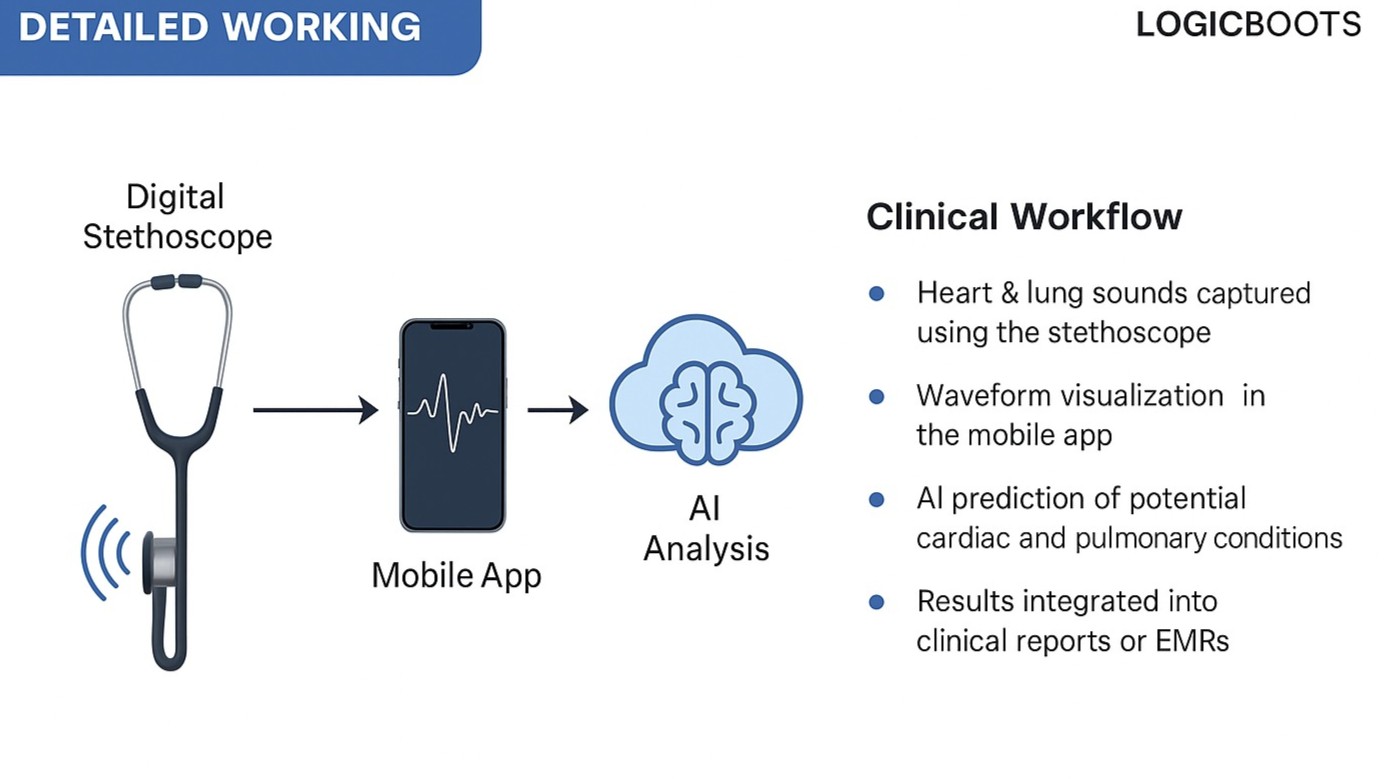 DETAILED WORKING
LOGICBOOTS
Digital
Stethoscope
Mobile App
AI
Analysis
Clinical Workflow
Heart & lung sounds captured
using the stethoscope
Waveform visualization in
the mobile app
AI prediction of potential
cardiac and pulmonary conditions
Results integrated into
clinical reports or EMRs